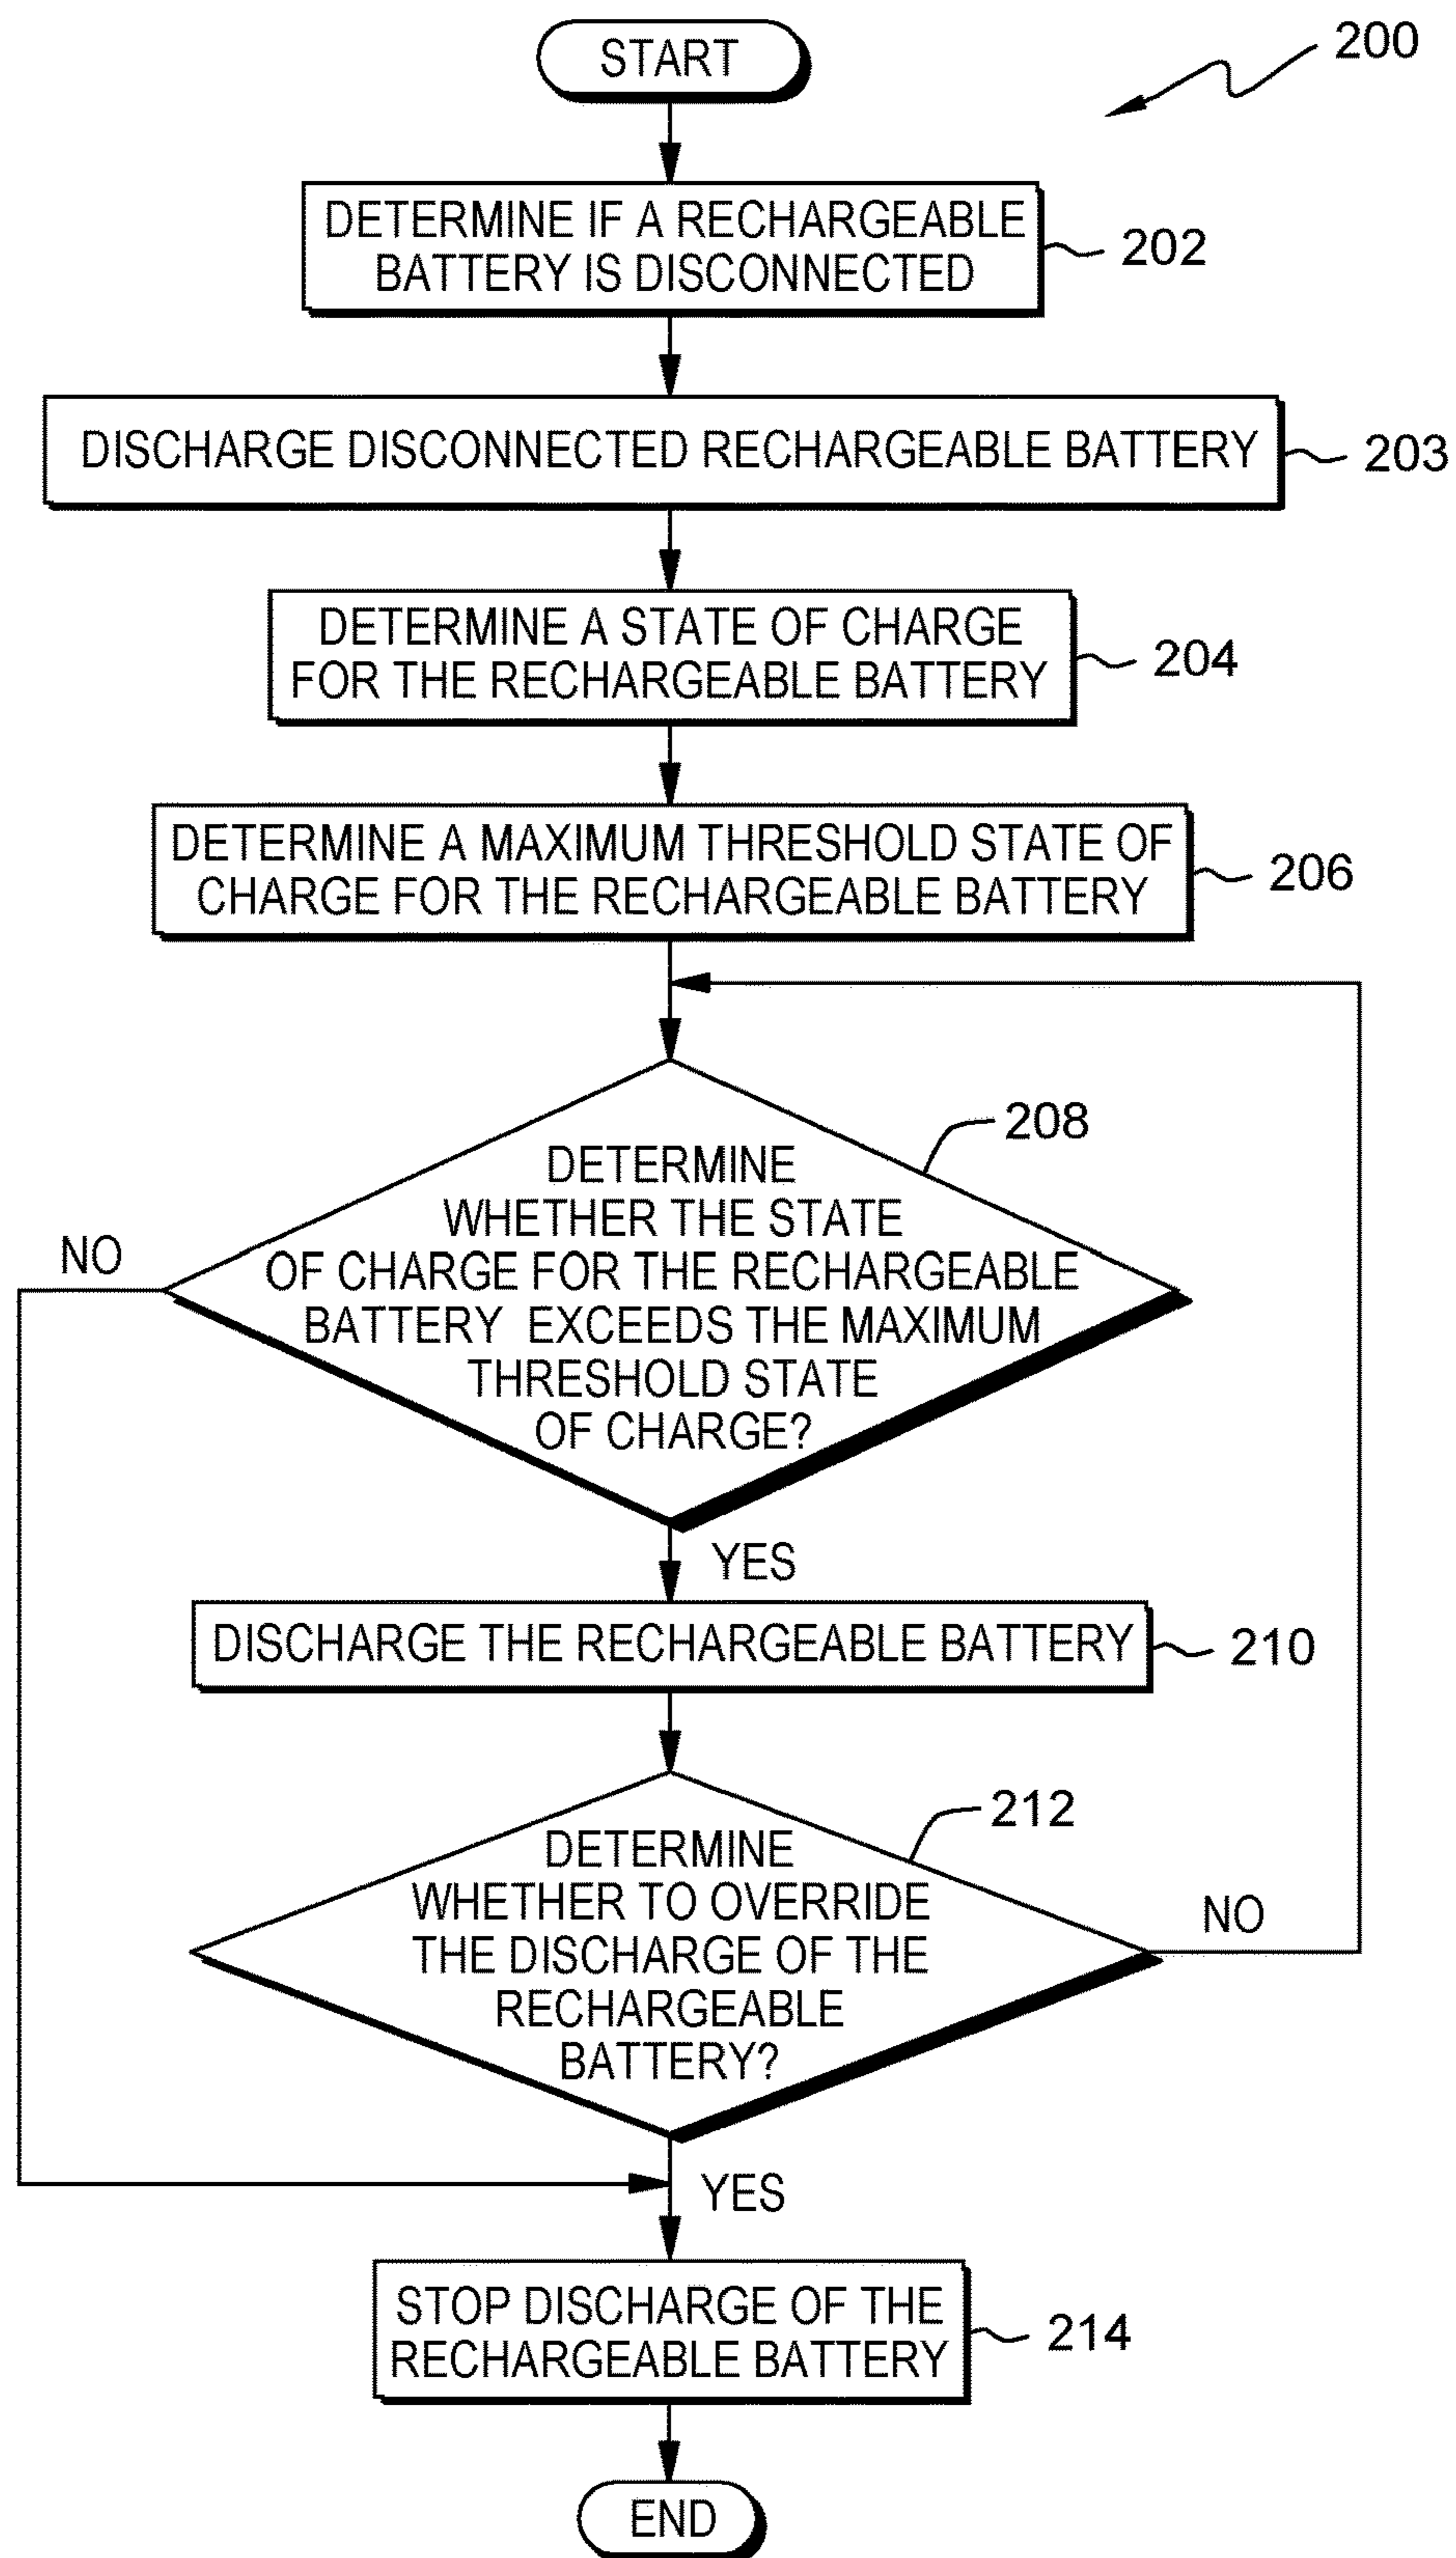 START
200
DETERMINE IF A RECHARGEABLE
BATTERY IS DISCONNECTED
202
DISCHARGE DISCONNECTED RECHARGEABLE BATTERY
203
DETERMINE A STATE OF CHARGE
FOR THE RECHARGEABLE BATTERY
204
DETERMINE A MAXIMUM THRESHOLD STATE OF
CHARGE FOR THE RECHARGEABLE BATTERY
206
208
DETERMINE
WHETHER THE STATE
OF CHARGE FOR THE RECHARGEABLE
BATTERY EXCEEDS THE MAXIMUM
THRESHOLD STATE
OF CHARGE?
NO
YES
DISCHARGE THE RECHARGEABLE BATTERY
210
212
DETERMINE
WHETHER TO OVERRIDE
THE DISCHARGE OF THE
RECHARGEABLE
BATTERY?
NO
YES
STOP DISCHARGE OF THE
RECHARGEABLE BATTERY
214
END